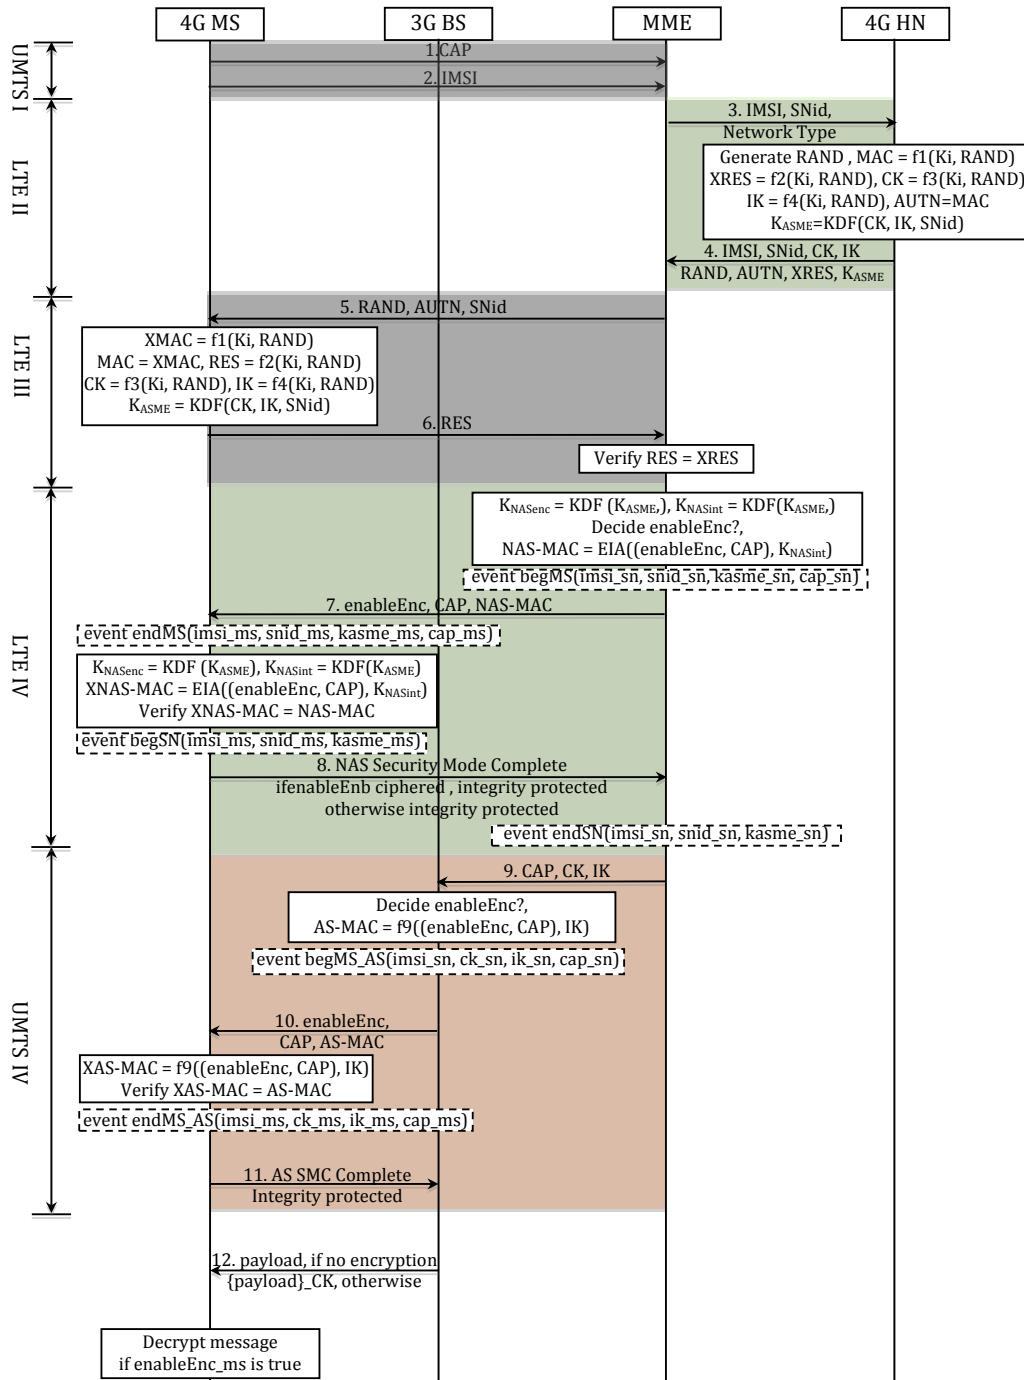 4G MS
3G BS
MME
4G HN
UMTS I
1.CAP
2. IMSI
LTE II
3. IMSI, SNid,
Network Type
Generate RAND , MAC = f1(Ki, RAND)
XRES = f2(Ki, RAND), CK = f3(Ki, RAND)
IK = f4(Ki, RAND), AUTN=MAC
KASME=KDF(CK, IK, SNid)
4. IMSI, SNid, CK, IK
RAND, AUTN, XRES, KASME
LTE III
5. RAND, AUTN, SNid
XMAC = f1(Ki, RAND)
MAC = XMAC, RES = f2(Ki, RAND)
CK = f3(Ki, RAND), IK = f4(Ki, RAND)
KASME = KDF(CK, IK, SNid)
6. RES
Verify RES = XRES
LTE IV
KNASenc = KDF (KASME,), KNASint = KDF(KASME,)
Decide enableEnc?,
NAS-MAC = EIA((enableEnc, CAP), KNASint)
event begMS(imsi_sn, snid_sn, kasme_sn, cap_sn)
7. enableEnc, CAP, NAS-MAC
event endMS(imsi_ms, snid_ms, kasme_ms, cap_ms)
KNASenc = KDF (KASME), KNASint = KDF(KASME)
XNAS-MAC = EIA((enableEnc, CAP), KNASint)
Verify XNAS-MAC = NAS-MAC
event begSN(imsi_ms, snid_ms, kasme_ms)
8. NAS Security Mode Complete
ifenableEnb ciphered , integrity protected
otherwise integrity protected
event endSN(imsi_sn, snid_sn, kasme_sn)
UMTS IV
9. CAP, CK, IK
Decide enableEnc?,
AS-MAC = f9((enableEnc, CAP), IK)
event begMS_AS(imsi_sn, ck_sn, ik_sn, cap_sn)
10. enableEnc,
CAP, AS-MAC
XAS-MAC = f9((enableEnc, CAP), IK)
Verify XAS-MAC = AS-MAC
event endMS_AS(imsi_ms, ck_ms, ik_ms, cap_ms)
11. AS SMC Complete
Integrity protected
12. payload, if no encryption
{payload}_CK, otherwise
Decrypt message
if enableEnc_ms is true